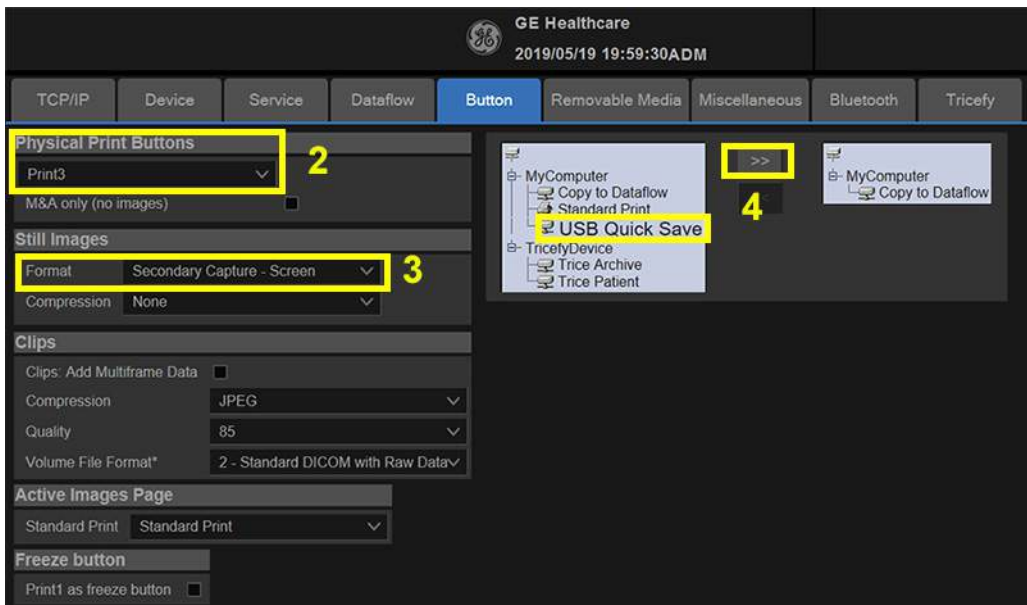 GE Healthcare
2019/05/19 19:59:30ADM
TCP/IP Device Service Dataflow Button Removable Media Miscellaneous Bluetooth Tricefy
Physical Print Buttons
Print3
2
M&A only (no images)
Still Images
Format Secondary Capture - Screen
3
Compression None
Clips
Clips: Add Multiframe Data
Compression JPEG
Quality 85
Volume File Format* 2 - Standard DICOM with Raw Data
Active Images Page
Standard Print Standard Print
Freeze button
Print1 as freeze button
MyComputer
Copy to Dataflow
Standard Print
USB Quick Save
TricefyDevice
Trice Archive
Trice Patient
>>
4
MyComputer
Copy to Dataflow